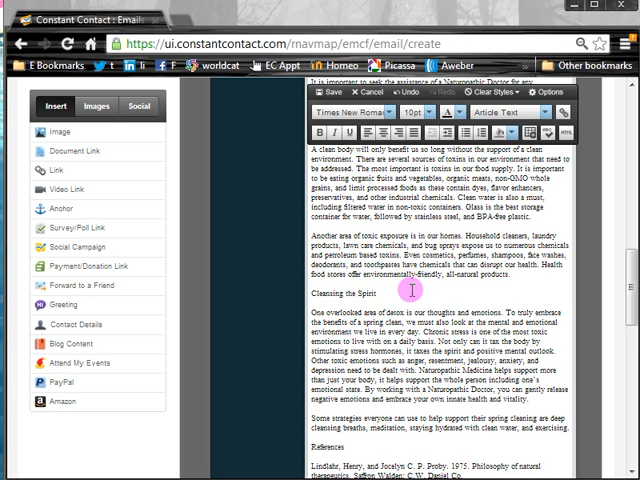 Constant Contact : Emails
https://ui.constantcontact.com/rnavmap/emcf/email/create
E Bookmarks t li F worldcat EC Appt Homeo Picassa Aweber » Other bookmarks
Insert Images Social
Image
Document Link
Link
Video Link
Anchor
Survey/Poll Link
Social Campaign
Payment/Donation Link
Forward to a Friend
Greeting
Contact Details
Blog Content
Attend My Events
PayPal
Amazon
It is important to seek the assistance of a Naturopathic Doctor for any
Save Cancel Undo Redo Clear Styles Options
Times New Roma 10pt A Article Text
B I U HTML
A clean body will only benefit us so long without the support of a clean
environment. There are several sources of toxins in our environment that need to
be addressed. The most important is toxins in our food supply. It is important
to be eating organic fruits and vegetables, organic meats, non-GMO whole
grains, and limit processed foods as these contain dyes, flavor enhancers,
preservatives, and other industrial chemicals. Clean water is also a must,
including filtered water in non-toxic containers. Glass is the best storage
container for water, followed by stainless steel, and BPA-free plastic.
Another area of toxic exposure is in our homes. Household cleaners, laundry
products, lawn care chemicals, and bug sprays expose us to numerous chemicals
and petroleum based toxins. Even cosmetics, perfumes, shampoos, face washes,
deodorants, and toothpastes have chemicals that can disrupt our health. Health
food stores offer environmentally-friendly, all-natural products.
Cleansing the Spirit
One overlooked area of detox is our thoughts and emotions. To truly embrace
the benefits of a spring clean, we must also look at the mental and emotional
environment we live in every day. Chronic stress is one of the most toxic
emotions to live with on a daily basis. Not only can it tax the body by
stimulating stress hormones, it taxes the spirit and positive mental outlook.
Other toxic emotions such as anger, resentment, jealousy, anxiety, and
depression need to be dealt with. Naturopathic Medicine helps support more
than just your body, it helps support the whole person including one's
emotional state. By working with a Naturopathic Doctor, you can gently release
negative emotions and embrace your own innate health and vitality.
Some strategies everyone can use to help support their spring cleaning are deep
cleansing breaths, meditation, staying hydrated with clean water, and exercising.
References
Lindlahr, Henry, and Jocelyn C. P. Proby. 1975. Philosophy of natural
therapeutics. Saffron Walden: C.W. Daniel Co.